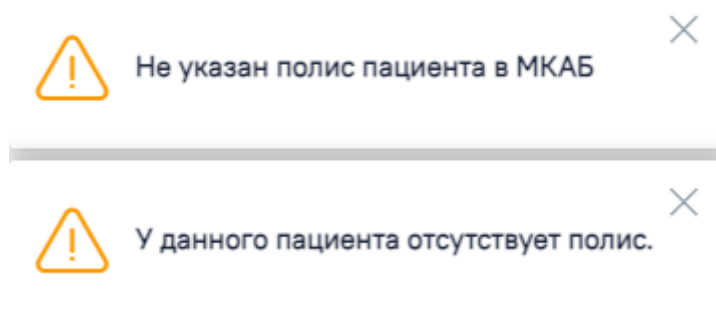 Не указан полис пациента в МКАБ
У данного пациента отсутствует полис.